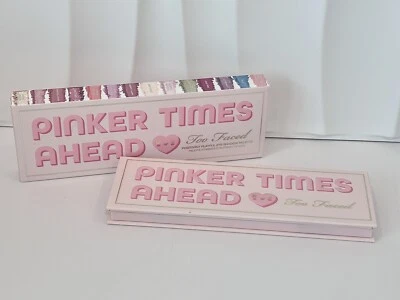 PINKER TIMES
AHEAD
Too Faced
PINKER TIMES
AHEAD
Too Faced